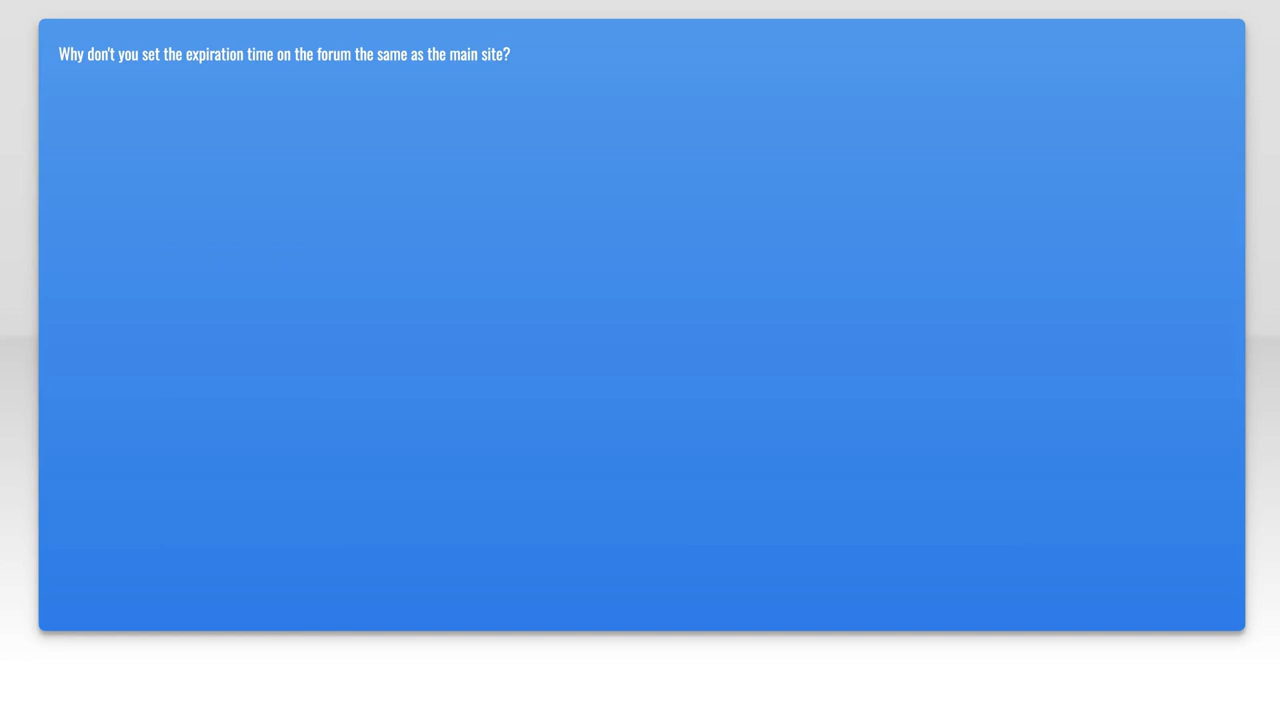 Why don't you set the expiration time on the forum the same as the main site?